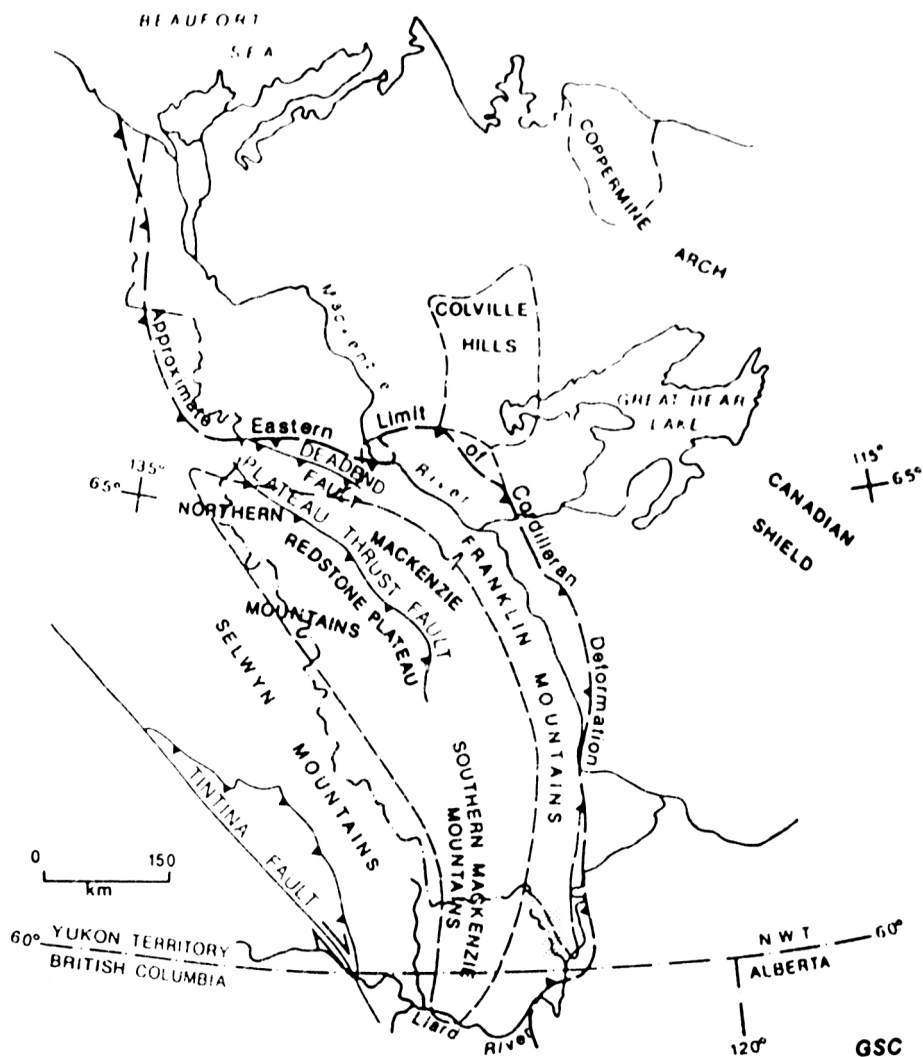 BEAUFORT
SEA
COPPERMINE
ARCH
COLVILLE
HILLS
Mackenzie
River
GREAT BEAR
LAKE
Approximate Eastern Limit of Cordilleran Deformation
DEADEND
FAULT
135°
65°
115°
65°
CANADIAN
SHIELD
PLATEAU THRUST FAULT
NORTHERN
MACKENZIE
MOUNTAINS
REDSTONE PLATEAU
FRANKLIN MOUNTAINS
SELWYN
MOUNTAINS
SOUTHERN MACKENZIE
MOUNTAINS
TINTINA FAULT
0 150
km
60° YUKON TERRITORY
BRITISH COLUMBIA
NWT 60°
ALBERTA
Liard River
120°
GSC